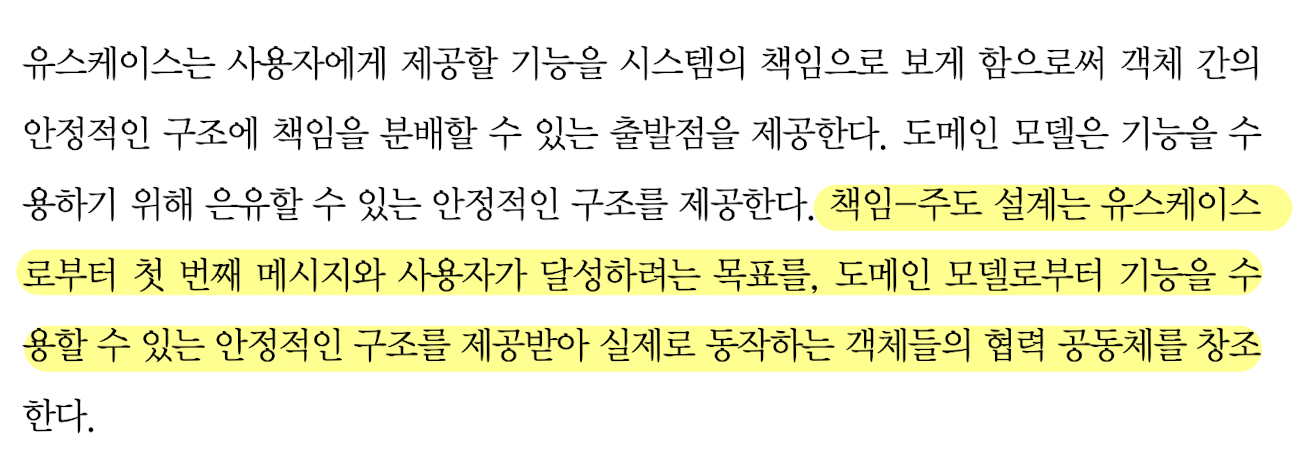 유스케이스는 사용자에게 제공할 기능을 시스템의 책임으로 보게 함으로써 객체 간의
안정적인 구조에 책임을 분배할 수 있는 출발점을 제공한다. 도메인 모델은 기능을 수
용하기 위해 은유할 수 있는 안정적인 구조를 제공한다. 책임-주도 설계는 유스케이스
로부터 첫 번째 메시지와 사용자가 달성하려는 목표를, 도메인 모델로부터 기능을 수
용할 수 있는 안정적인 구조를 제공받아 실제로 동작하는 객체들의 협력 공동체를 창조
한다.